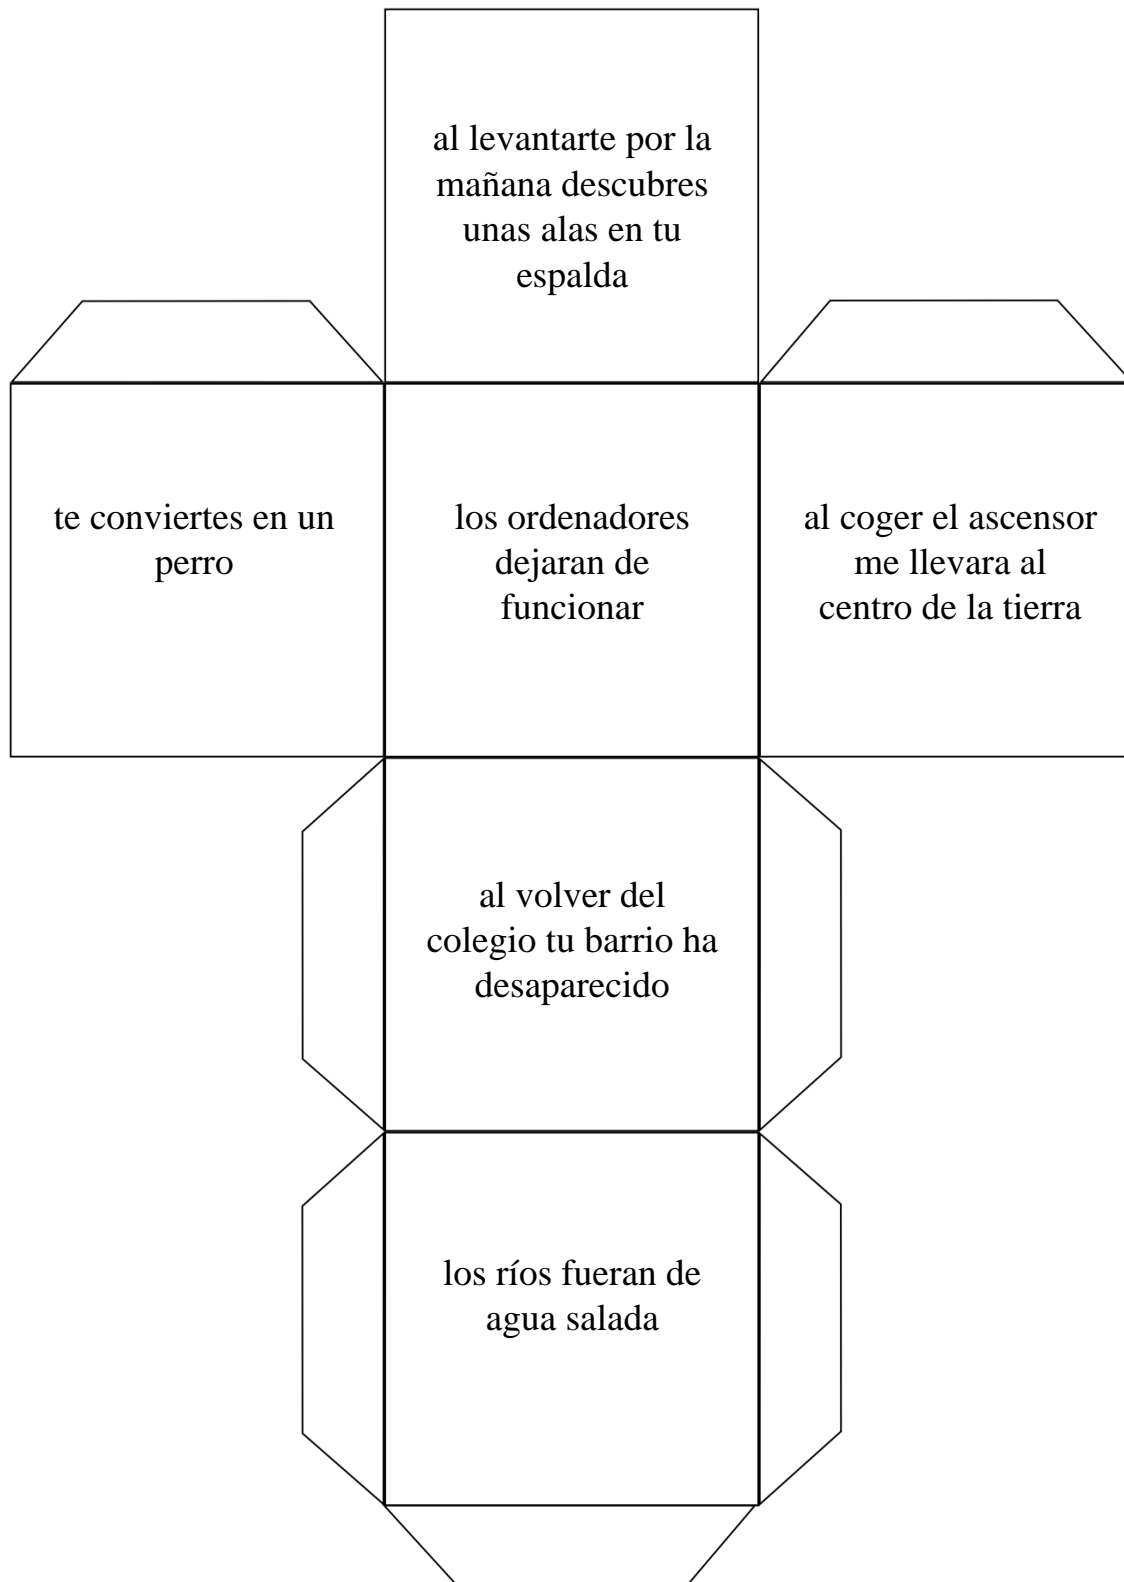 al levantarte por la
mañana descubres
unas alas en tu
espalda
te conviertes en un
perro
los ordenadores
dejaran de
funcionar
al coger el ascensor
me llevara al
centro de la tierra
al volver del
colegio tu barrio ha
desaparecido
los ríos fueran de
agua salada